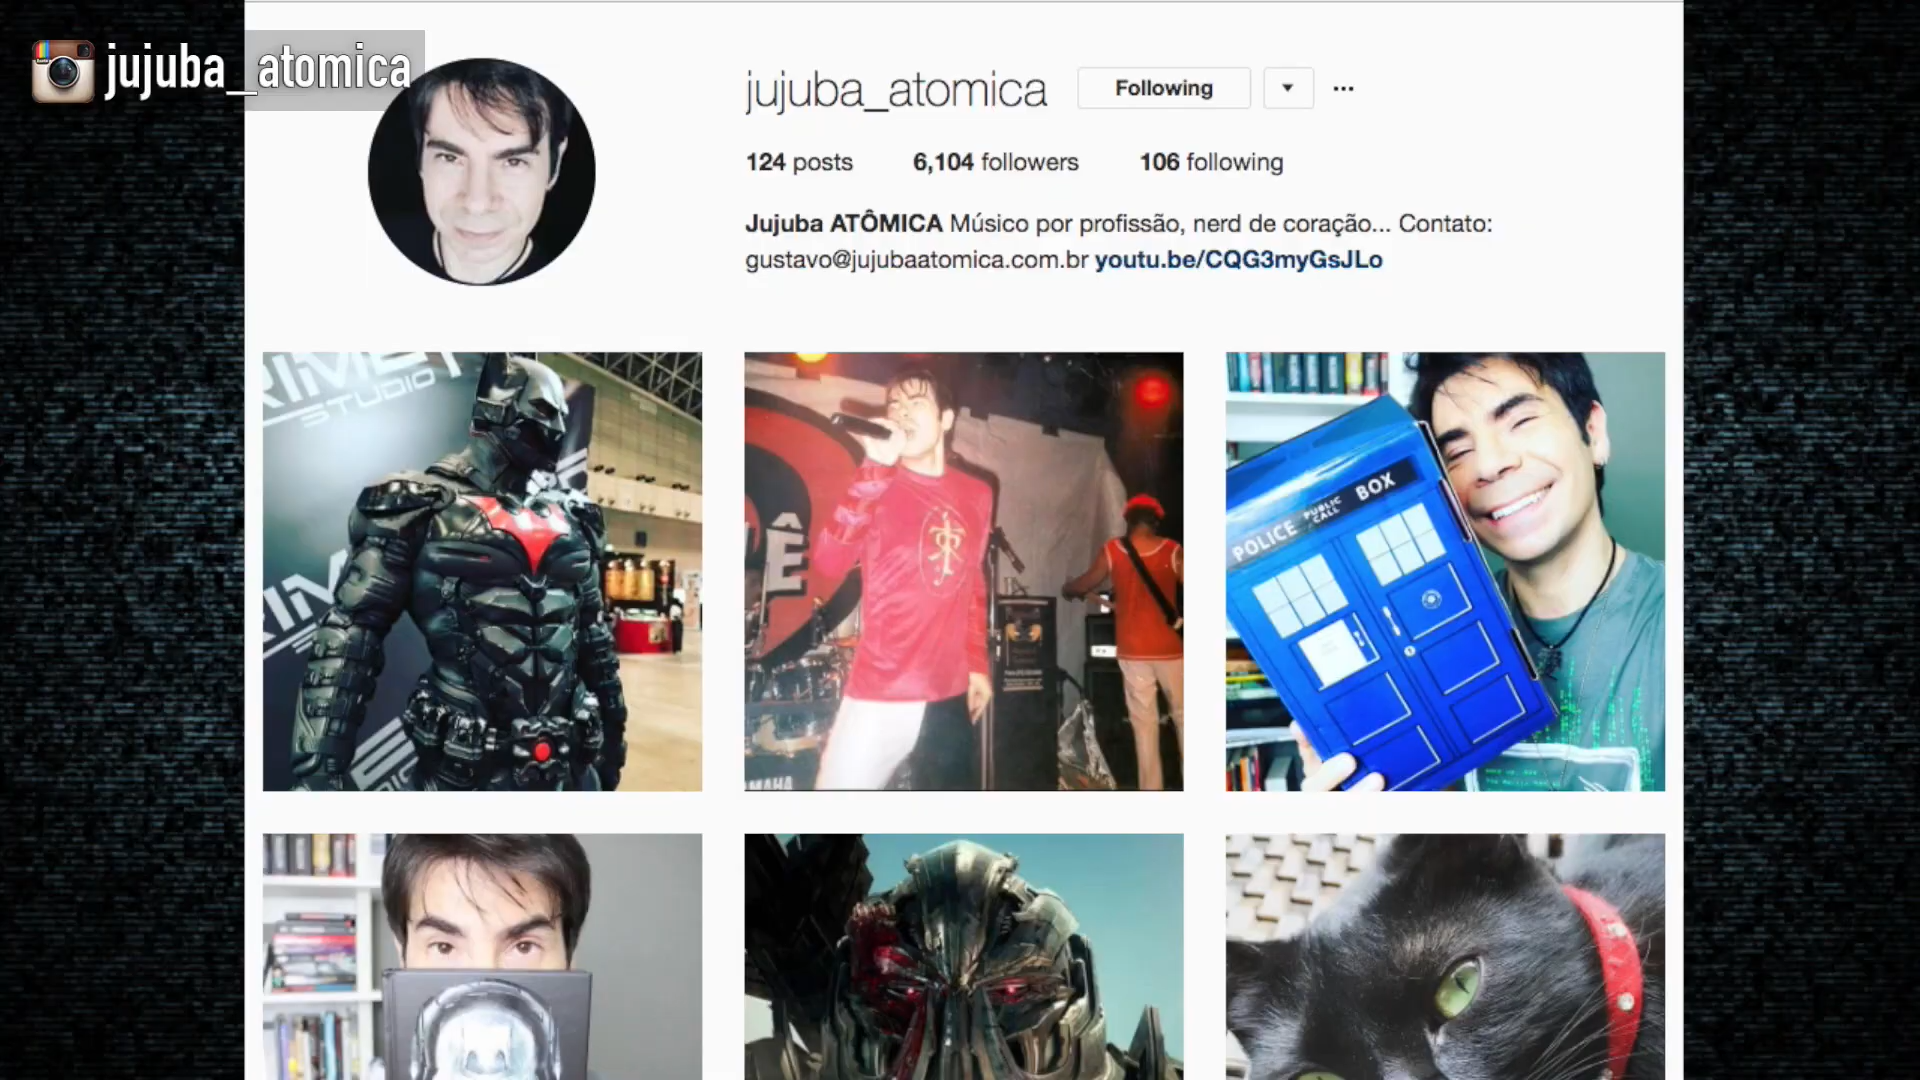 jujuba_atomica
jujuba_atomica
Following
124 posts
6,104 followers
106 following
Jujuba ATÔMICA Músico por profissão, nerd de coração... Contato:
gustavo@jujubaatomica.com.br youtu.be/CQG3myGsJLo
STUDIO
Ê
POLICE PUBLIC CALL BOX